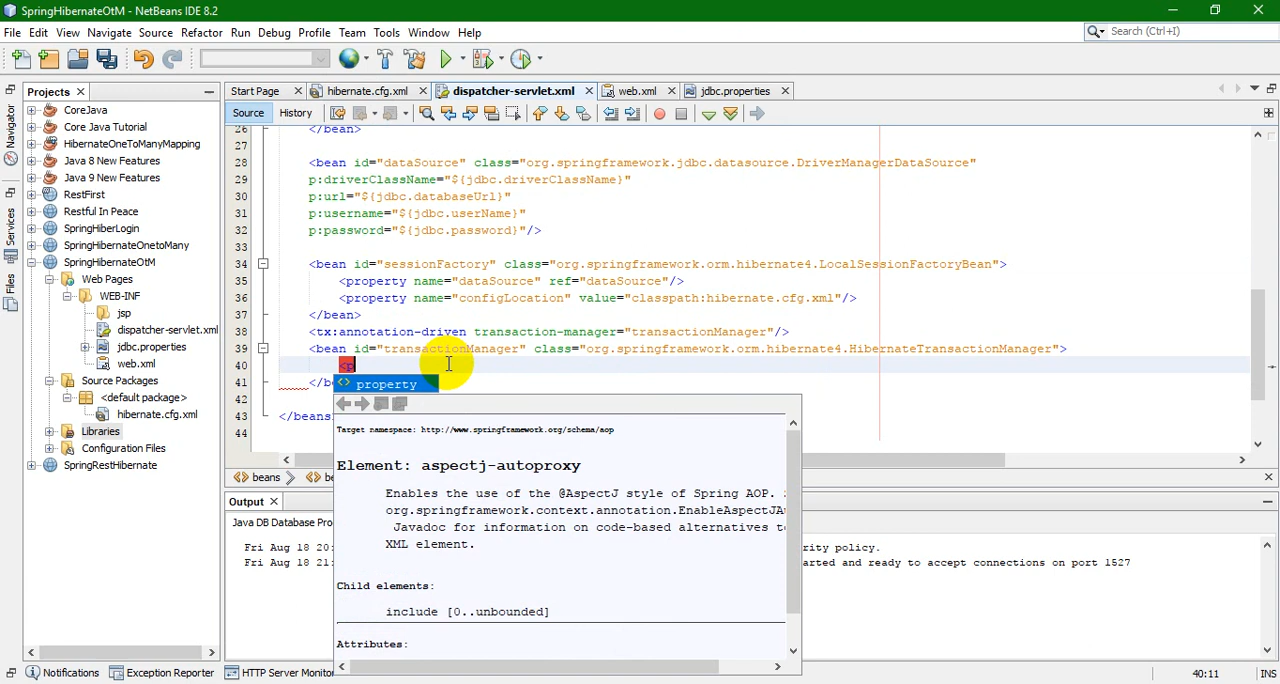 SpringHibernateOtM - NetBeans IDE 8.2
File Edit View Navigate Source Refactor Run Debug Profile Team Tools Window Help
Search (Ctrl+I)
Projects
Start Page hibernate.cfg.xml dispatcher-servlet.xml web.xml jdbc.properties
Source History
Navigator
Services
Files
CoreJava
Core Java Tutorial
HibernateOneToManyMapping
Java 8 New Features
Java 9 New Features
RestFirst
Restful In Peace
SpringHiberLogin
SpringHibernateOnetoMany
SpringHibernateOtM
Web Pages
WEB-INF
jsp
dispatcher-servlet.xml
jdbc.properties
web.xml
Source Packages
<default package>
hibernate.cfg.xml
Libraries
Configuration Files
SpringRestHibernate
26 </bean>
27
28 <bean id="dataSource" class="org.springframework.jdbc.datasource.DriverManagerDataSource"
29 p:driverClassName="${jdbc.driverClassName}"
30 p:url="${jdbc.databaseUrl}"
31 p:username="${jdbc.userName}"
32 p:password="${jdbc.password}"/>
33
34 <bean id="sessionFactory" class="org.springframework.orm.hibernate4.LocalSessionFactoryBean">
35 <property name="dataSource" ref="dataSource"/>
36 <property name="configLocation" value="classpath:hibernate.cfg.xml"/>
37 </bean>
38 <tx:annotation-driven transaction-manager="transactionManager"/>
39 <bean id="transactionManager" class="org.springframework.orm.hibernate4.HibernateTransactionManager">
40 <p
41 </b
42
43 </beans
44
<> property
Target namespace: http://www.springframework.org/schema/aop
Element: aspectj-autoproxy
Enables the use of the @AspectJ style of Spring AOP.
org.springframework.context.annotation.EnableAspectJAu
Javadoc for information on code-based alternatives to
XML element.
Child elements:
include [0..unbounded]
Attributes:
beans be
Output
Java DB Database Pro
Fri Aug 18 20: rity policy.
Fri Aug 18 21: arted and ready to accept connections on port 1527
Notifications Exception Reporter HTTP Server Monitor
40:11 INS